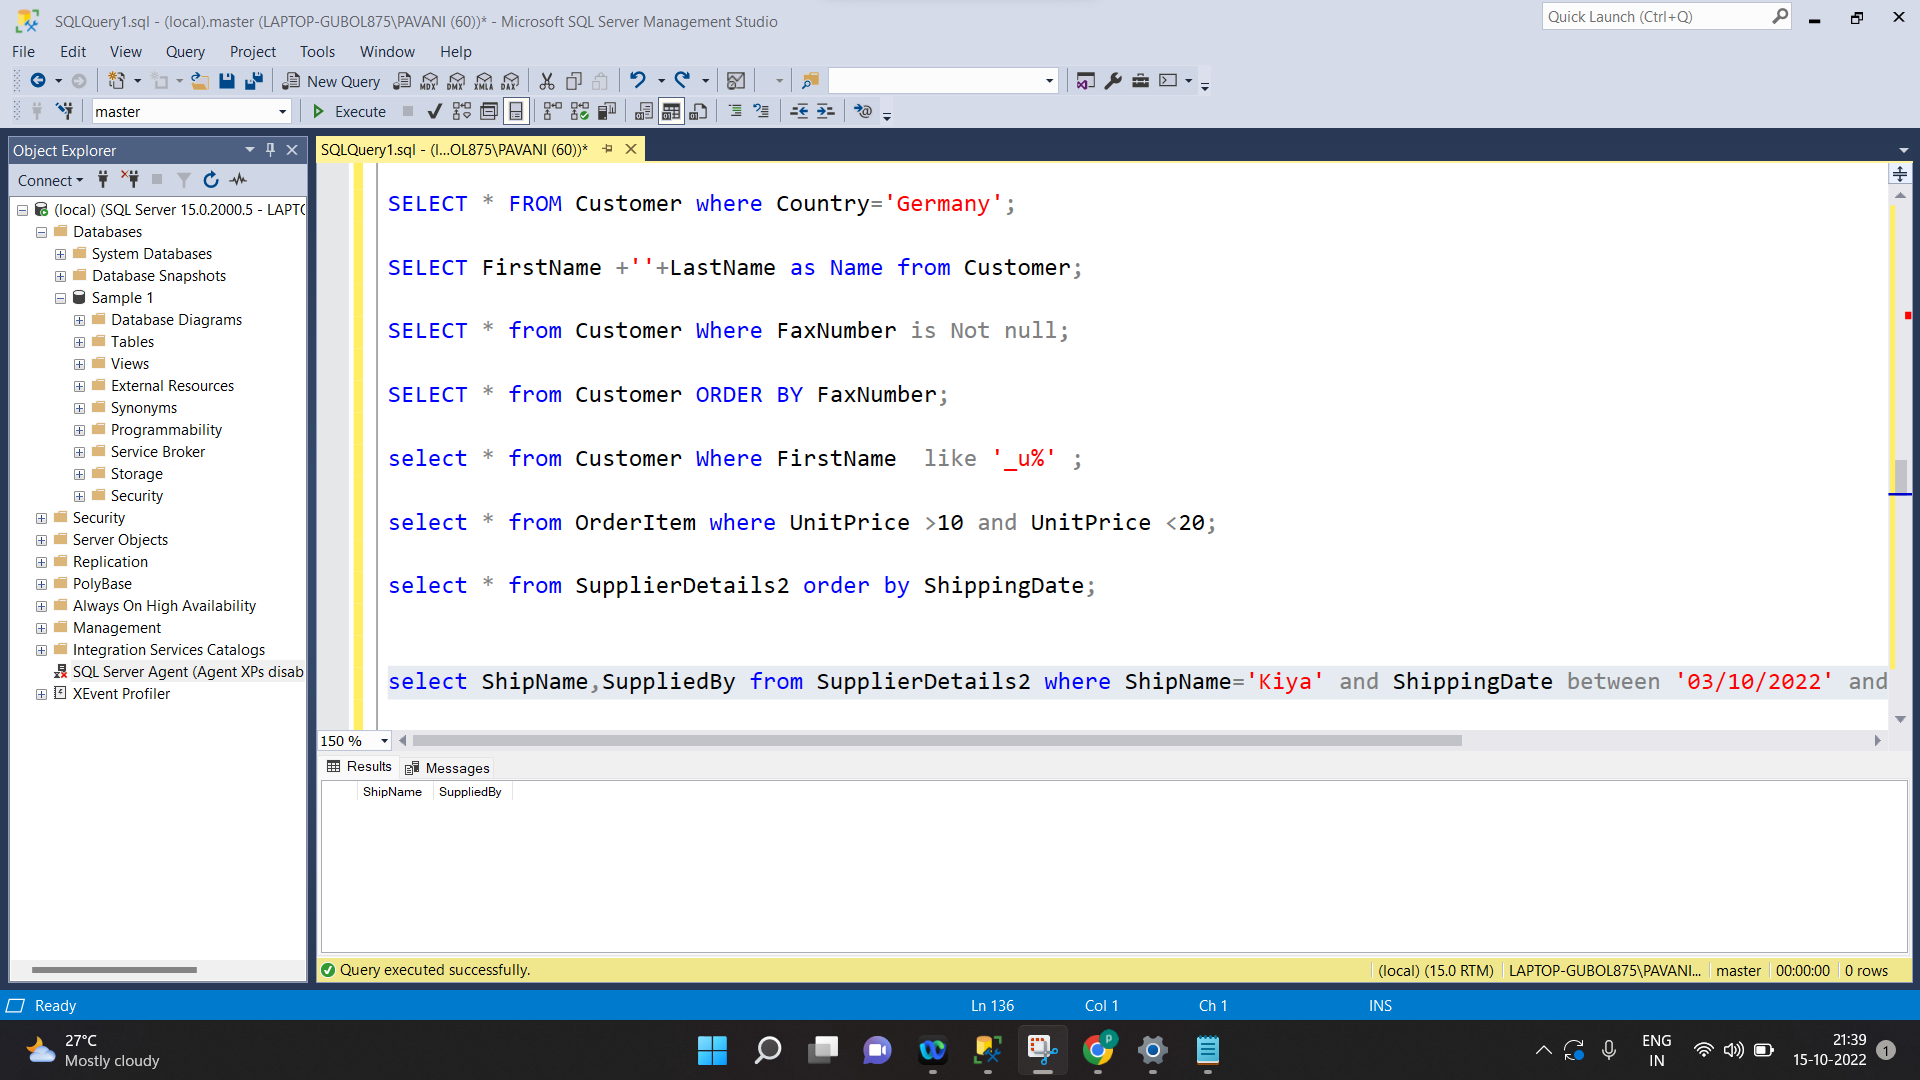 SQLQuery1.sql - (local).master (LAPTOP-GUBOL875\PAVANI (60))* - Microsoft SQL Server Management Studio
Quick Launch (Ctrl+Q)
File Edit View Query Project Tools Window Help
New Query
MDX DMX XMLA DAX
master
Execute
Object Explorer
Connect
(local) (SQL Server 15.0.2000.5 - LAPTO
Databases
System Databases
Database Snapshots
Sample 1
Database Diagrams
Tables
Views
External Resources
Synonyms
Programmability
Service Broker
Storage
Security
Security
Server Objects
Replication
PolyBase
Always On High Availability
Management
Integration Services Catalogs
SQL Server Agent (Agent XPs disab
XEvent Profiler
SQLQuery1.sql - (l...OL875\PAVANI (60))*
SELECT * FROM Customer where Country='Germany';
SELECT FirstName +''+LastName as Name from Customer;
SELECT * from Customer Where FaxNumber is Not null;
SELECT * from Customer ORDER BY FaxNumber;
select * from Customer Where FirstName  like '_u%' ;
select * from OrderItem where UnitPrice >10 and UnitPrice <20;
select * from SupplierDetails2 order by ShippingDate;
select ShipName,SuppliedBy from SupplierDetails2 where ShipName='Kiya' and ShippingDate between '03/10/2022' and
150 %
Results Messages
ShipName SuppliedBy
Query executed successfully.
(local) (15.0 RTM) LAPTOP-GUBOL875\PAVANI... master 00:00:00 0 rows
Ready Ln 136 Col 1 Ch 1 INS
27°C
Mostly cloudy
P
ENG
IN
21:39
15-10-2022
1